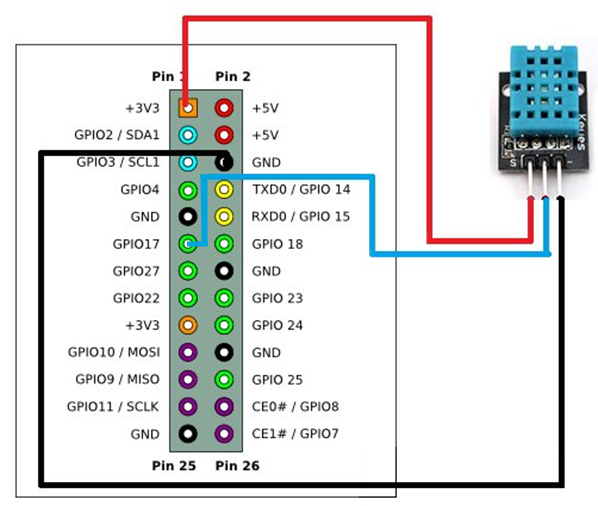 Pin 1 Pin 2
+3V3 +5V
GPIO2 / SDA1 +5V
GPIO3 / SCL1 GND
GPIO4 TXD0 / GPIO 14
GND RXD0 / GPIO 15
GPIO17 GPIO 18
GPIO27 GND
GPIO22 GPIO 23
+3V3 GPIO 24
GPIO10 / MOSI GND
GPIO9 / MISO GPIO 25
GPIO11 / SCLK CE0# / GPIO8
GND CE1# / GPIO7
Pin 25 Pin 26
Keyes
S -